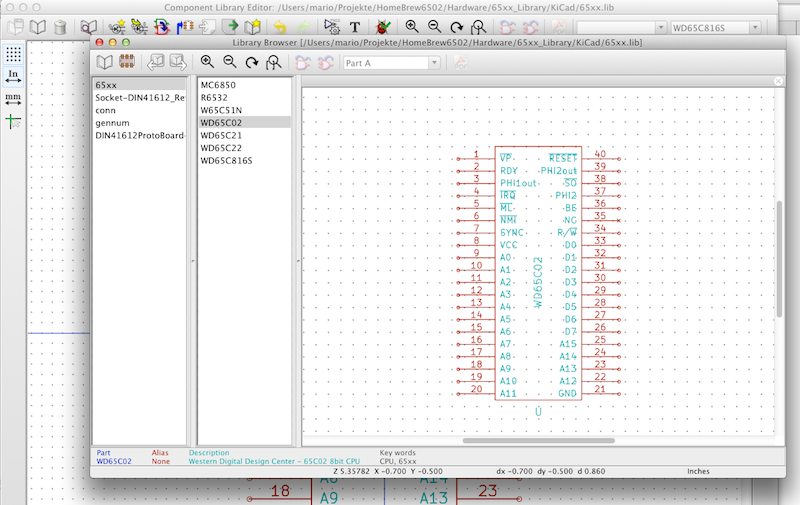 Component Library Editor: /Users/mario/Projekte/HomeBrew6502/Hardware/65xx_Library/KiCad/65xx.lib
WD65C816S
Library Browser [/Users/mario/Projekte/HomeBrew6502/Hardware/65xx_Library/KiCad/65xx.lib]
In
mm
Part A
65xx
Socket-DIN41612_Re
conn
gennum
DIN41612ProtoBoard-
MC6850
R6532
W65C51N
WD65C02
WD65C21
WD65C22
WD65C816S
1 VP RESET 40
2 RDY PHI2out 39
3 PHI1out SO 38
4 IRQ PHI2 37
5 ML BE 36
6 NMI NC 35
7 SYNC R/W 34
8 VCC D0 33
9 A0 D1 32
10 A1 D2 31
11 A2 D3 30
12 A3 D4 29
13 A4 D5 28
14 A5 D6 27
15 A6 D7 26
16 A7 A15 25
17 A8 A14 24
18 A9 A13 23
19 A10 A12 22
20 A11 GND 21
WD65C02
U
Part Alias Description Key words
WD65C02 None Western Digital Design Center - 65C02 8bit CPU CPU, 65xx
Z 5.35782 X -0.700 Y -0.500 dx -0.700 dy -0.500 d 0.860 Inches
A8 A14
18 A9 A13 23